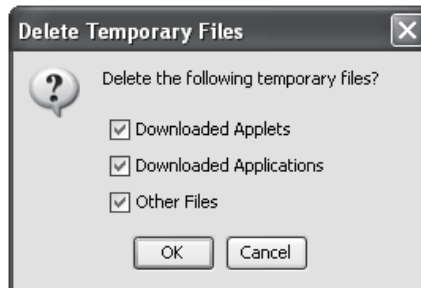 Delete Temporary Files
Delete the following temporary files?
Downloaded Applets
Downloaded Applications
Other Files
OK Cancel